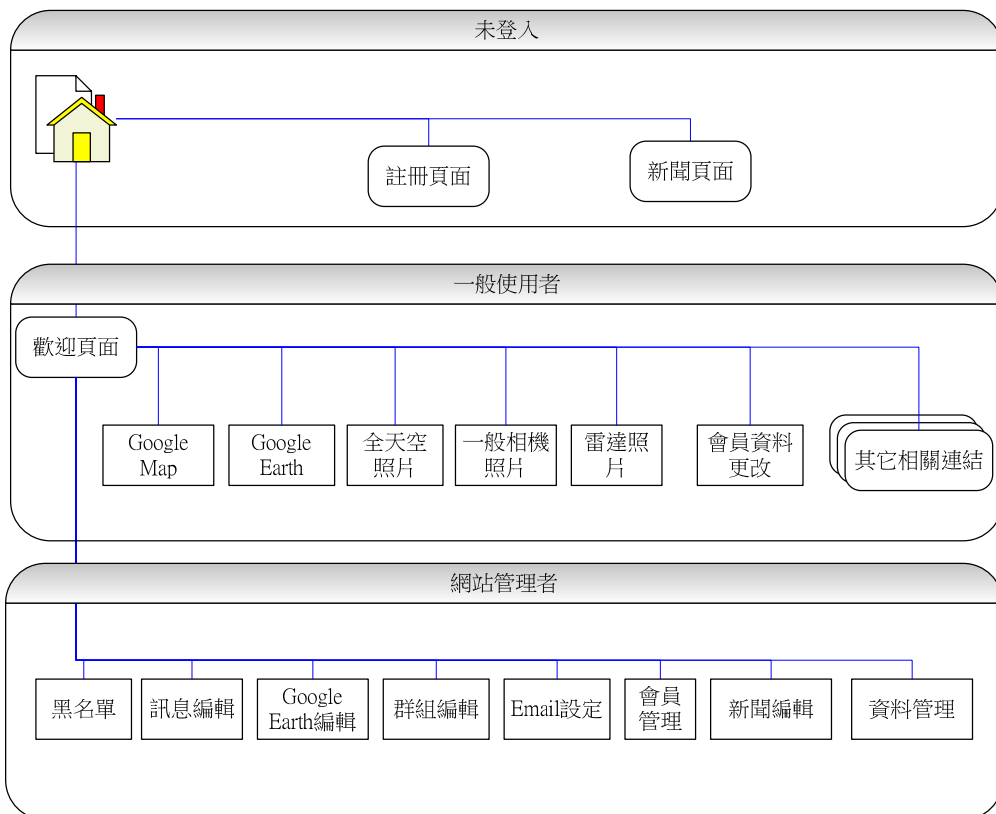 未登入
註冊頁面
新聞頁面
一般使用者
歡迎頁面
Google
Map
Google
Earth
全天空
照片
一般相機
照片
雷達照
片
會員資料
更改
其它相關連結
網站管理者
黑名單
訊息編輯
Google
Earth編輯
群組編輯
Email設定
會員
管理
新聞編輯
資料管理